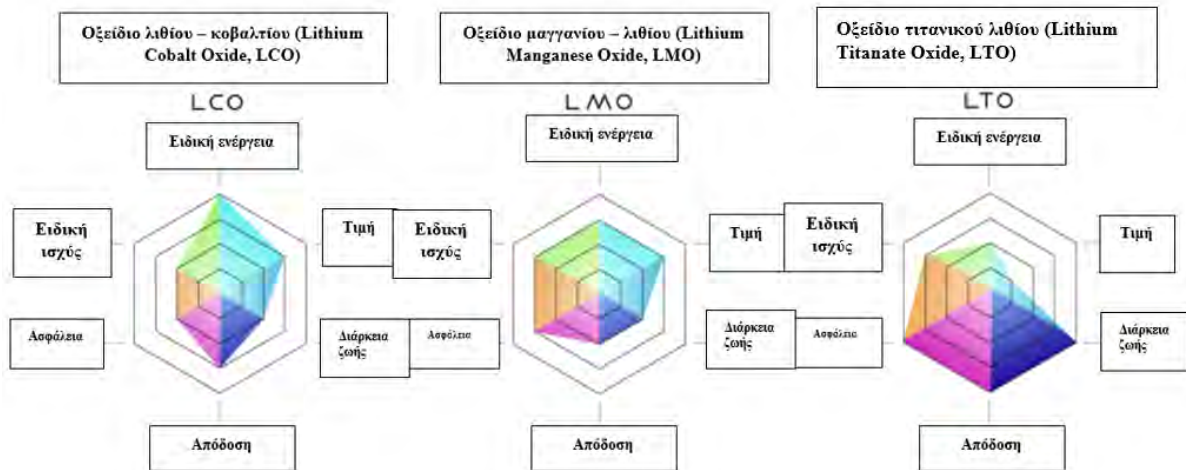 Οξείδιο λιθίου – κοβαλτίου (Lithium
Cobalt Oxide, LCO)
Οξείδιο μαγγανίου – λιθίου (Lithium
Manganese Oxide, LMO)
Οξείδιο τιτανικού λιθίου (Lithium
Titanate Oxide, LTO)
LCO
LMO
LTO
Ειδική ενέργεια
Ειδική ενέργεια
Ειδική ενέργεια
Ειδική
ισχύς
Τιμή
Ειδική
ισχύς
Τιμή
Ειδική
ισχύς
Τιμή
Ασφάλεια
Διάρκεια
ζωής
Ασφάλεια
Διάρκεια
ζωής
Ασφάλεια
Διάρκεια
ζωής
Απόδοση
Απόδοση
Απόδοση